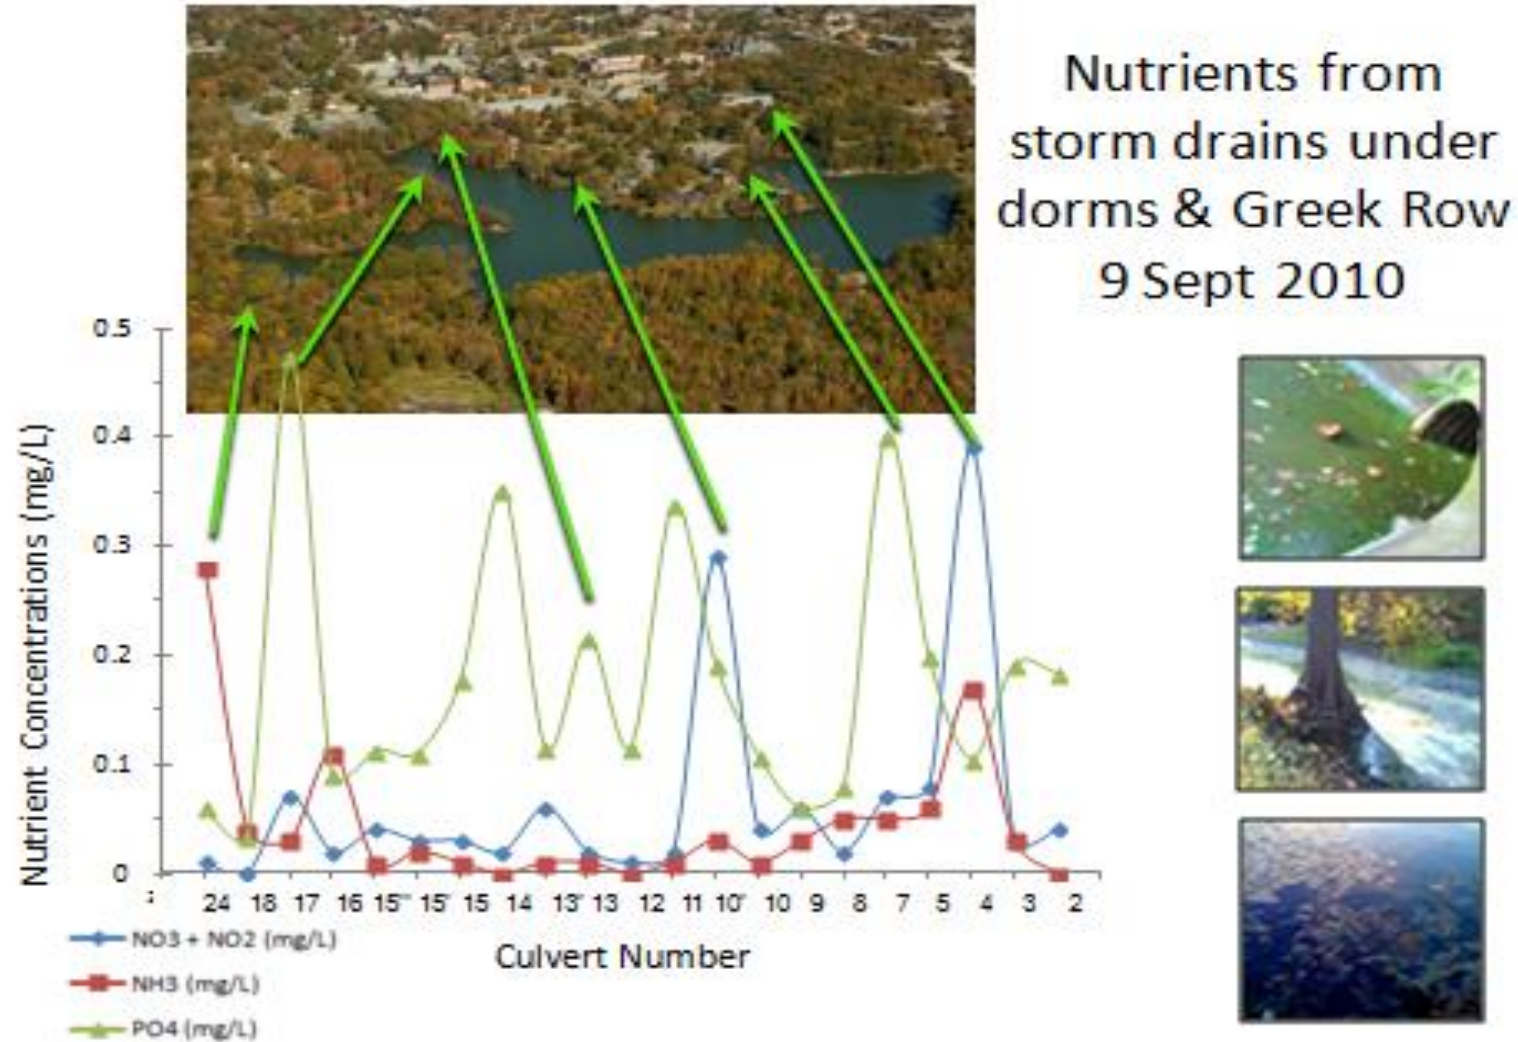 Nutrients from
storm drains under
dorms & Greek Row
9 Sept 2010
Nutrient Concentrations (mg/L)
0.5
0.4
0.3
0.2
0.1
0
24 18 17 16 15" 15' 15 14 13' 13 12 11 10' 10 9 8 7 5 4 3 2
Culvert Number
NO3 + NO2 (mg/L)
NH3 (mg/L)
PO4 (mg/L)